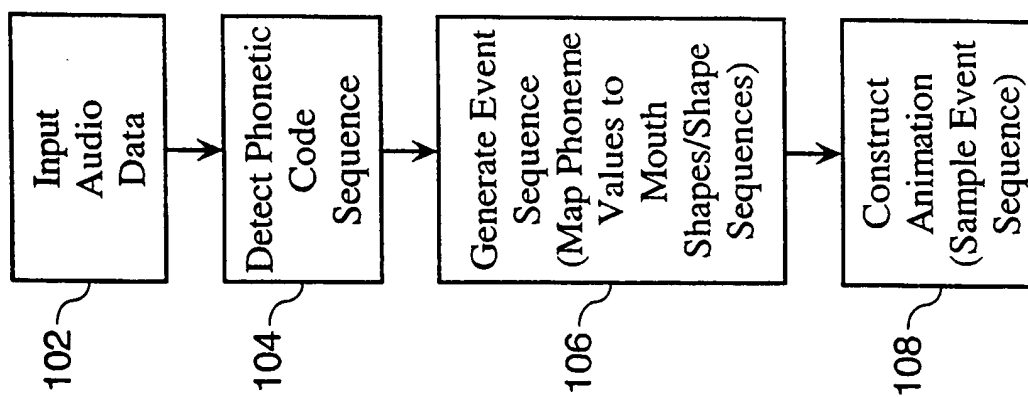 102
Input
Audio
Data
104
Detect Phonetic
Code
Sequence
106
Generate Event
Sequence
(Map Phoneme
Values to
Mouth
Shapes/Shape
Sequences)
108
Construct
Animation
(Sample Event
Sequence)